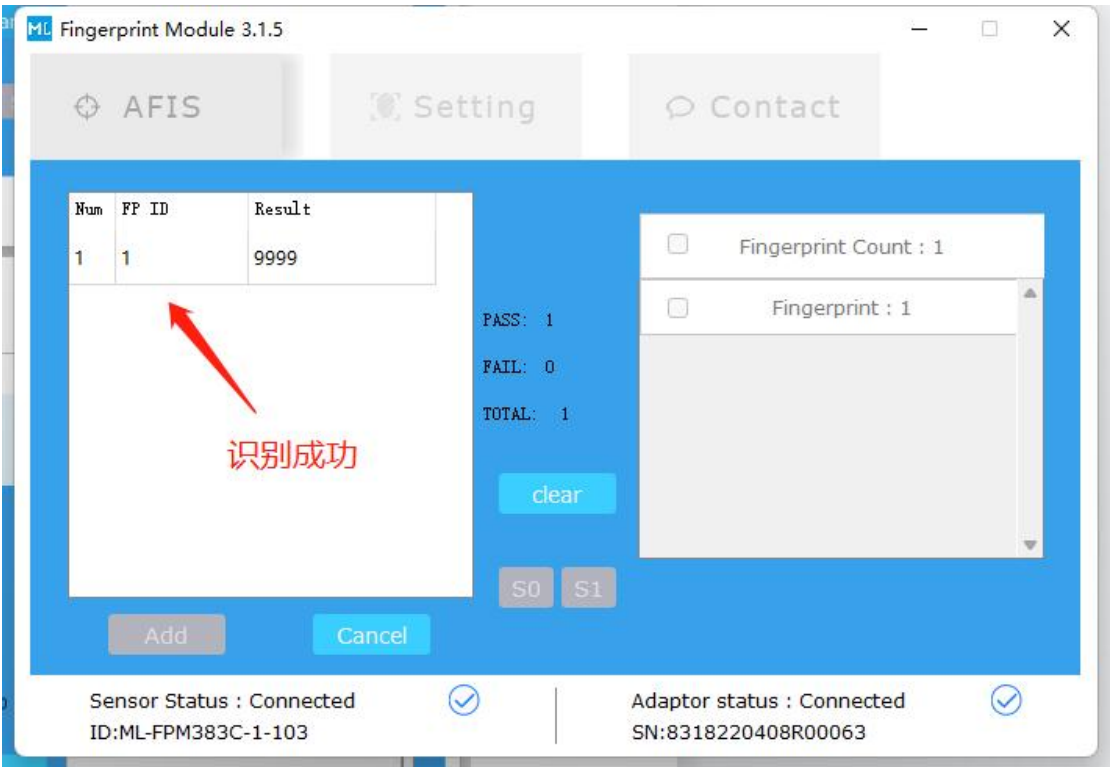 ML Fingerprint Module 3.1.5
AFIS
Setting
Contact
Num FP ID Result
1 1 9999
识别成功
PASS: 1
FAIL: 0
TOTAL: 1
clear
S0 S1
Add
Cancel
Fingerprint Count : 1
Fingerprint : 1
Sensor Status : Connected
ID:ML-FPM383C-1-103
Adaptor status : Connected
SN:8318220408R00063